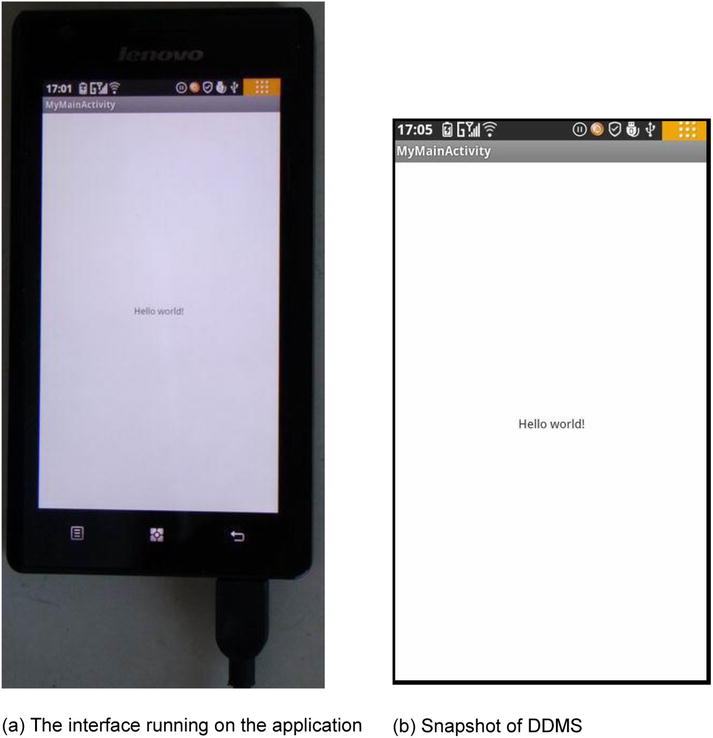 lenovo
17:01
MyMainActivity
Hello world!
17:05
MyMainActivity
Hello world!
(a) The interface running on the application
(b) Snapshot of DDMS